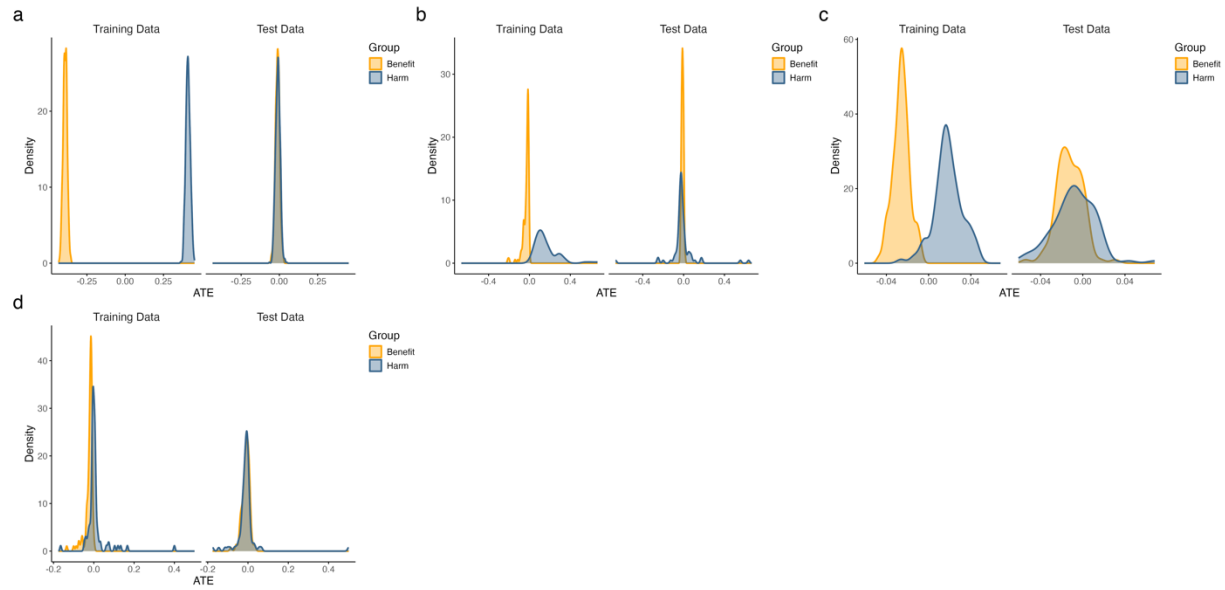 a
Training Data
Test Data
Group
Benefit
Harm
Density
20
10
0
-0.25
0.00
0.25
-0.25
0.00
0.25
ATE
b
Training Data
Test Data
Group
Benefit
Harm
Density
30
20
10
0
-0.4
0.0
0.4
-0.4
0.0
0.4
ATE
c
Training Data
Test Data
Group
Benefit
Harm
Density
60
40
20
0
-0.04
0.00
0.04
-0.04
0.00
0.04
ATE
d
Training Data
Test Data
Group
Benefit
Harm
Density
40
30
20
10
0
-0.2
0.0
0.2
0.4
-0.2
0.0
0.2
0.4
ATE